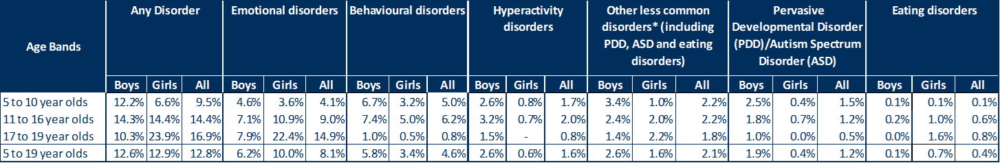 Age Bands Any Disorder Emotional disorders Behavioural disorders Hyperactivity disorders Other less common disorders* (including PDD, ASD and eating disorders) Pervasive Developmental Disorder (PDD)/Autism Spectrum Disorder (ASD) Eating disorders
Boys Girls All Boys Girls All Boys Girls All Boys Girls All Boys Girls All Boys Girls All Boys Girls All
5 to 10 year olds 12.2% 6.6% 9.5% 4.6% 3.6% 4.1% 6.7% 3.2% 5.0% 2.6% 0.8% 1.7% 3.4% 1.0% 2.2% 2.5% 0.4% 1.5% 0.1% 0.1% 0.1%
11 to 16 year olds 14.3% 14.4% 14.4% 7.1% 10.9% 9.0% 7.4% 5.0% 6.2% 3.2% 0.7% 2.0% 2.4% 2.0% 2.2% 1.8% 0.7% 1.2% 0.2% 1.0% 0.6%
17 to 19 year olds 10.3% 23.9% 16.9% 7.9% 22.4% 14.9% 1.0% 0.5% 0.8% 1.5% - 0.8% 1.4% 2.2% 1.8% 1.0% 0.0% 0.5% 0.0% 1.6% 0.8%
5 to 19 year olds 12.6% 12.9% 12.8% 6.2% 10.0% 8.1% 5.8% 3.4% 4.6% 2.6% 0.6% 1.6% 2.6% 1.6% 2.1% 1.9% 0.4% 1.2% 0.1% 0.7% 0.4%